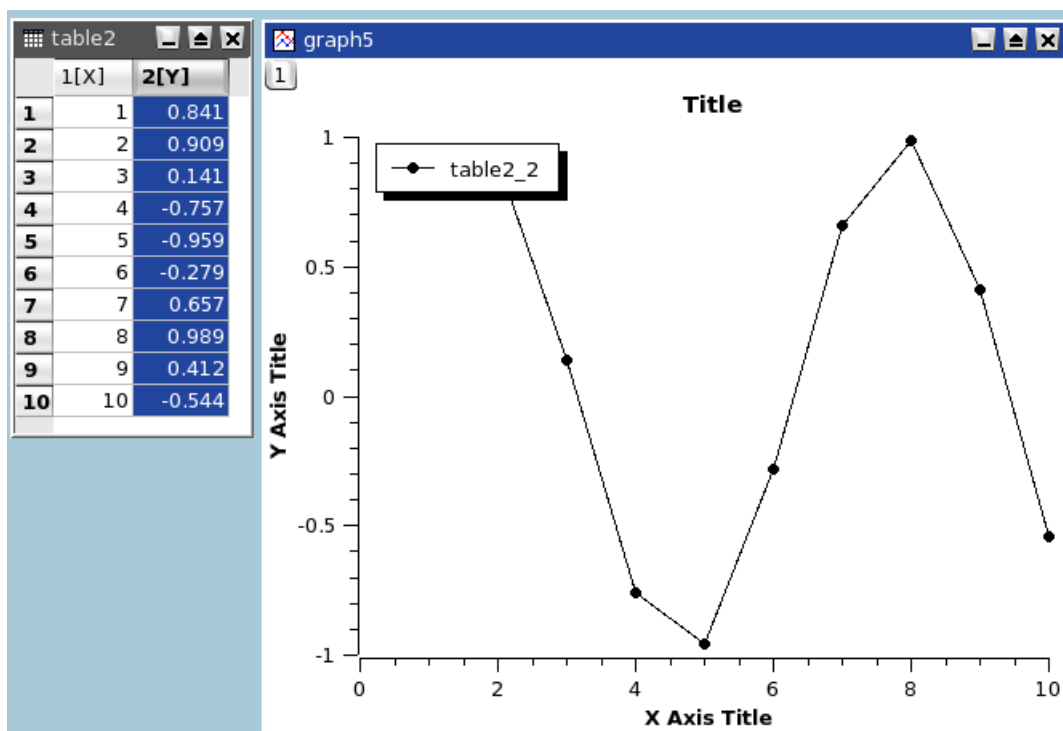 table2
1[X] 2[Y]
1 1 0.841
2 2 0.909
3 3 0.141
4 4 -0.757
5 5 -0.959
6 6 -0.279
7 7 0.657
8 8 0.989
9 9 0.412
10 10 -0.544
graph5
1
Title
table2_2
1
0.5
0
-0.5
-1
Y Axis Title
0 2 4 6 8 10
X Axis Title